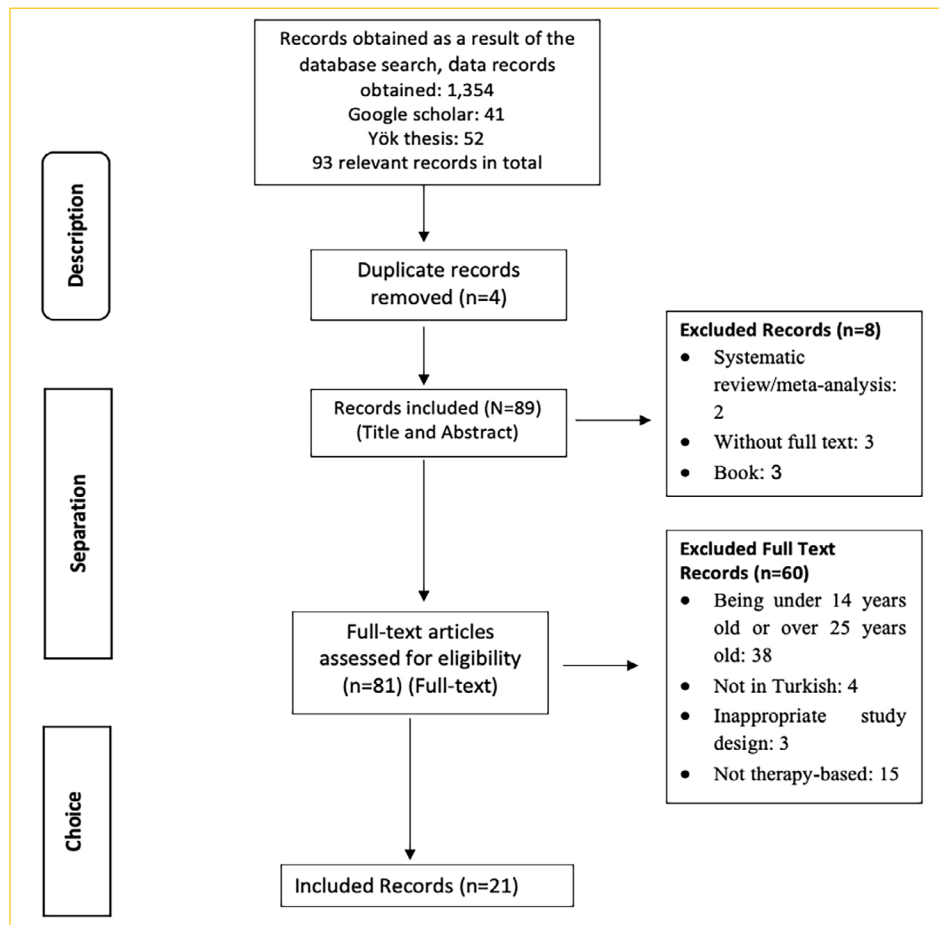 Records obtained as a result of the
database search, data records
obtained: 1,354
Google scholar: 41
Yök thesis: 52
93 relevant records in total
Description
Duplicate records
removed (n=4)
Excluded Records (n=8)
• Systematic
review/meta-analysis:
2
• Without full text: 3
• Book: 3
Separation
Records included (N=89)
(Title and Abstract)
Excluded Full Text
Records (n=60)
• Being under 14 years
old or over 25 years
old: 38
• Not in Turkish: 4
• Inappropriate study
design: 3
• Not therapy-based: 15
Full-text articles
assessed for eligibility
(n=81) (Full-text)
Choice
Included Records (n=21)